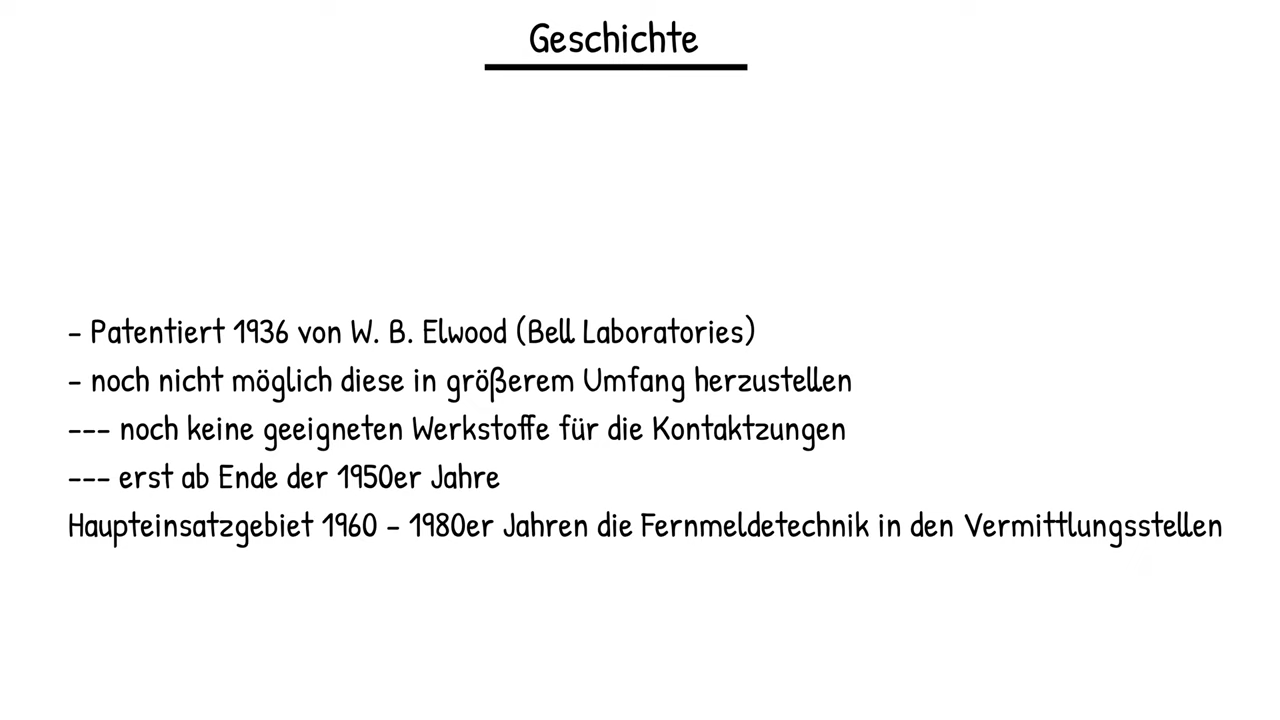 Geschichte
- Patentiert 1936 von W. B. Elwood (Bell Laboratories)
- noch nicht möglich diese in größerem Umfang herzustellen
--- noch keine geeigneten Werkstoffe für die Kontaktzungen
--- erst ab Ende der 1950er Jahre
Haupteinsatzgebiet 1960 - 1980er Jahren die Fernmeldetechnik in den Vermittlungsstellen